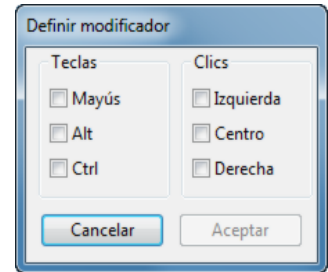 Definir modificador
Teclas Clics
Mayús Izquierda
Alt Centro
Ctrl Derecha
Cancelar Aceptar